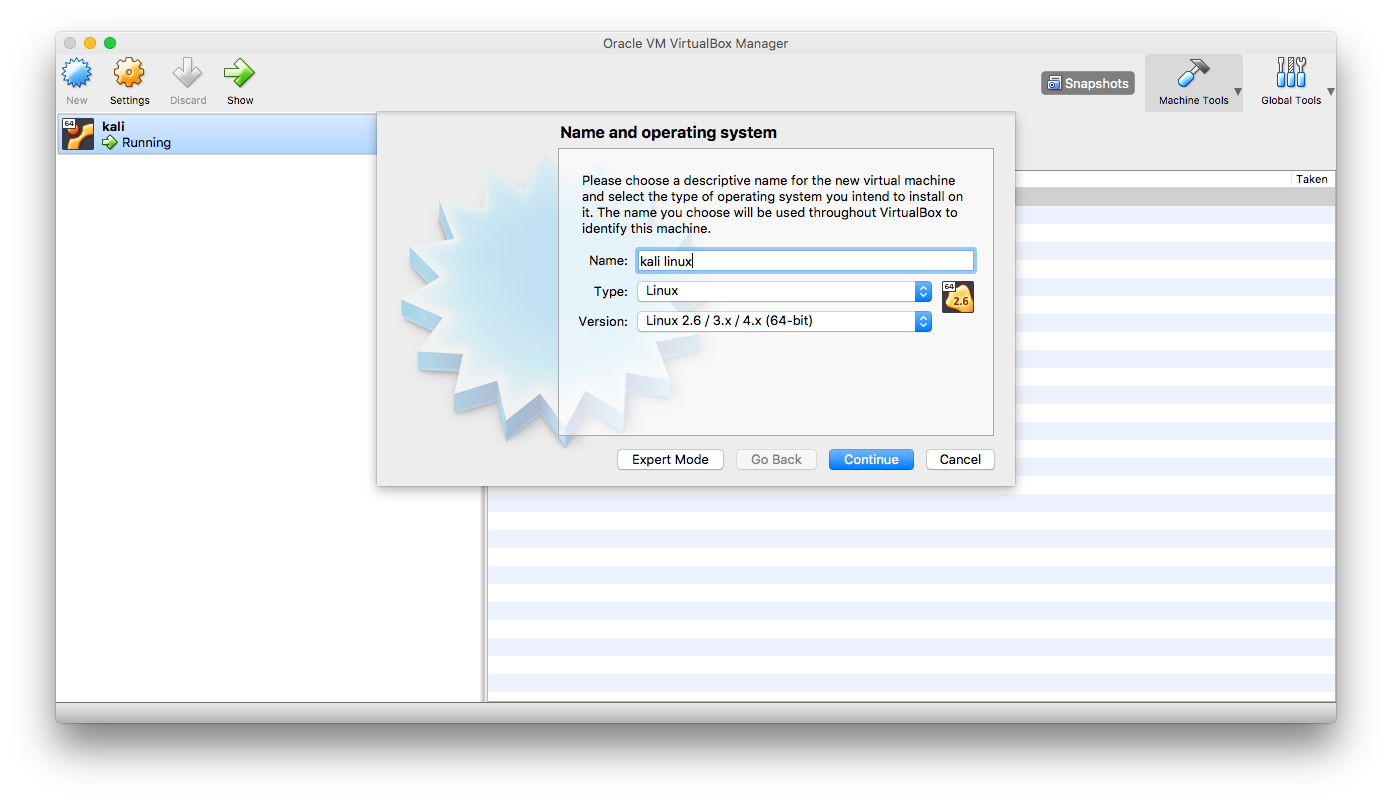 Oracle VM VirtualBox Manager
New
Settings
Discard
Show
Snapshots
Machine Tools
Global Tools
64
kali
Running
Taken
Name and operating system
Please choose a descriptive name for the new virtual machine
and select the type of operating system you intend to install on
it. The name you choose will be used throughout VirtualBox to
identify this machine.
Name: kali linux
Type: Linux
64
2.6
Version: Linux 2.6 / 3.x / 4.x (64-bit)
Expert Mode
Go Back
Continue
Cancel